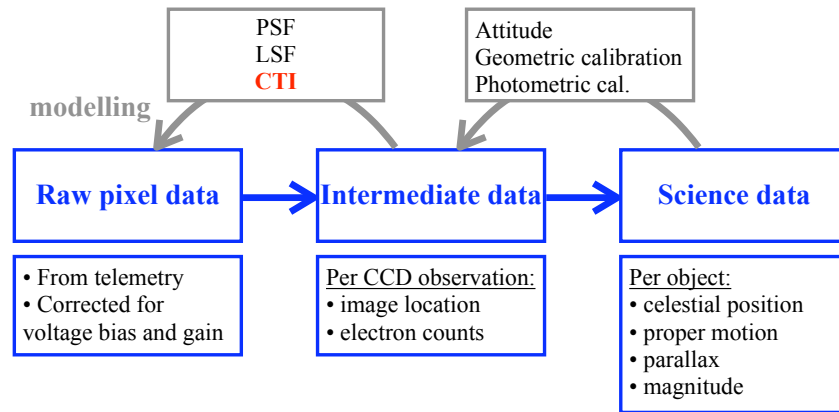 PSF
LSF
CTI
Attitude
Geometric calibration
Photometric cal.
modelling
Raw pixel data
Intermediate data
Science data
• From telemetry
• Corrected for
voltage bias and gain
Per CCD observation:
• image location
• electron counts
Per object:
• celestial position
• proper motion
• parallax
• magnitude